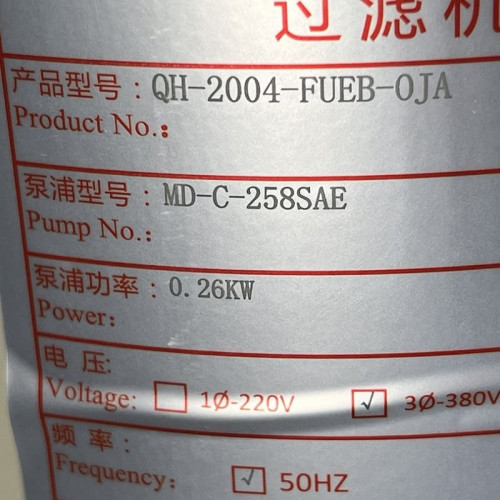 过滤机
产品型号：QH-2004-FUEB-OJA
Product No.：
泵浦型号：MD-C-258SAE
Pump No.：
泵浦功率：0.26KW
Power：
电 压:
Voltage: 1Ø-220V √ 3Ø-380V
频 率：
Frequency: √ 50HZ